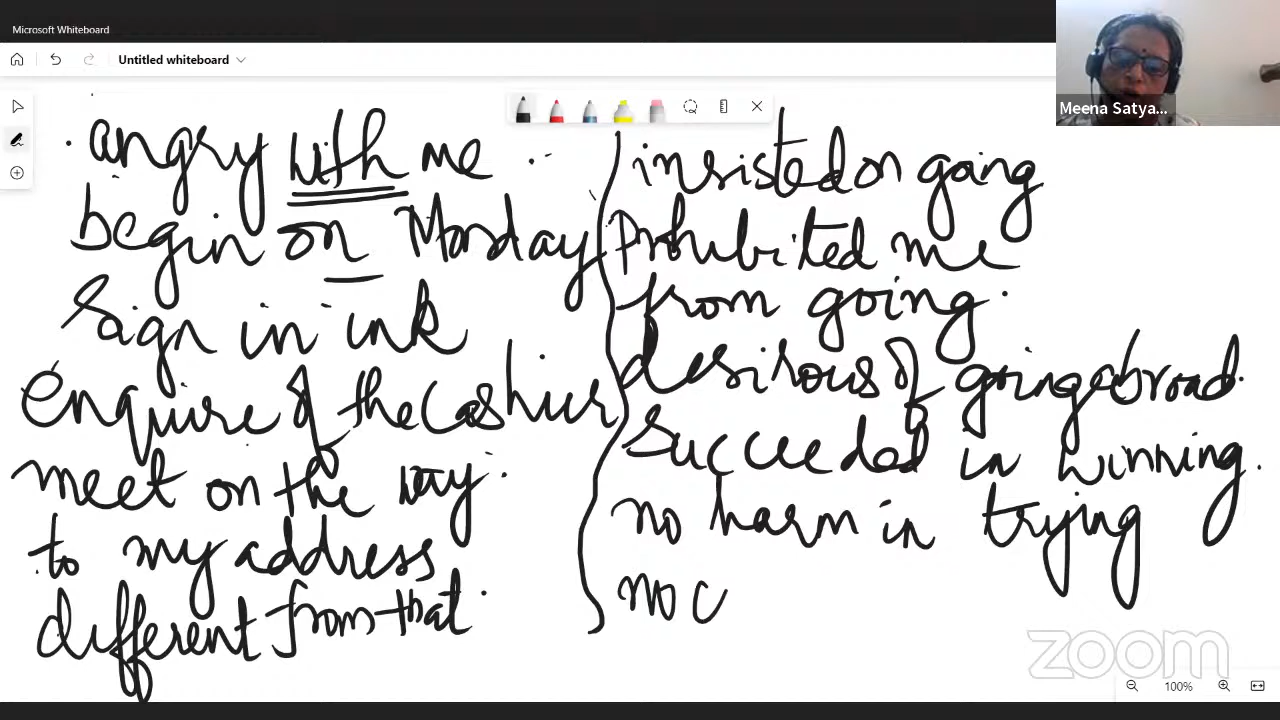 Microsoft Whiteboard
Untitled whiteboard
Meena Satya...
angry with me
begin on Monday
Sign in ink
enquire of the Cashier
meet on the way
to my address
different from that
insisted on going
Prohibited me
from going
desirous of going abroad
Succeeded in winning
no harm in trying
no c
zoom
100%